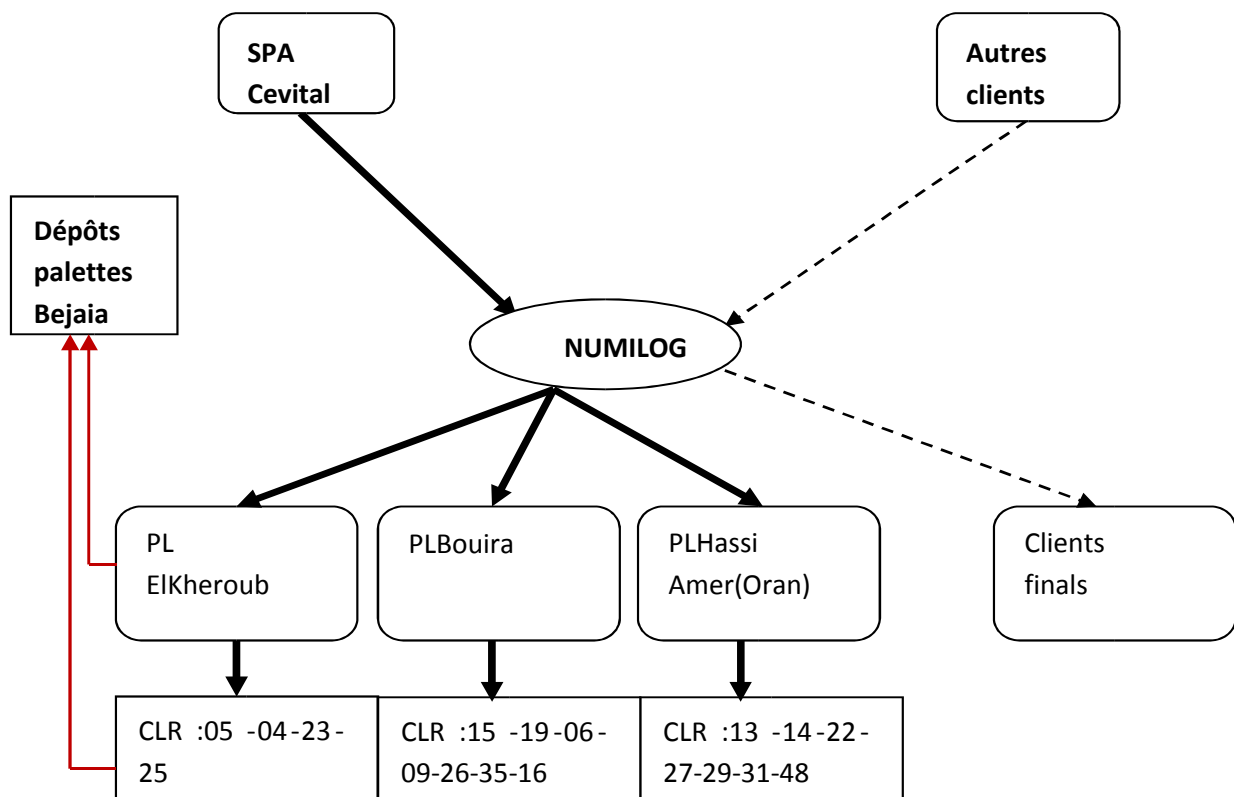 SPA
Cevital
Autres
clients
Dépôts
palettes
Bejaia
NUMILOG
PL
ElKheroub
PLBouira
PLHassi
Amer(Oran)
Clients
finals
CLR :05 -04-23-
25
CLR :15 -19-06-
09-26-35-16
CLR :13 -14-22-
27-29-31-48